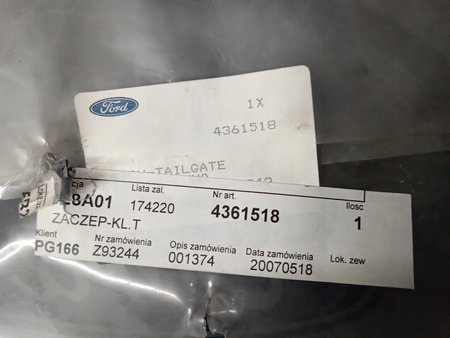 Ford
1X
4361518
-TAILGATE
cja
Lista zał.
Nr art.
Ilosc
8A01
174220
4361518
1
ZACZEP-KL.T
Klient
Nr zamówienia
Opis zamówienia
Data zamówienia
Lok. zew
PG166
Z93244
001374
20070518